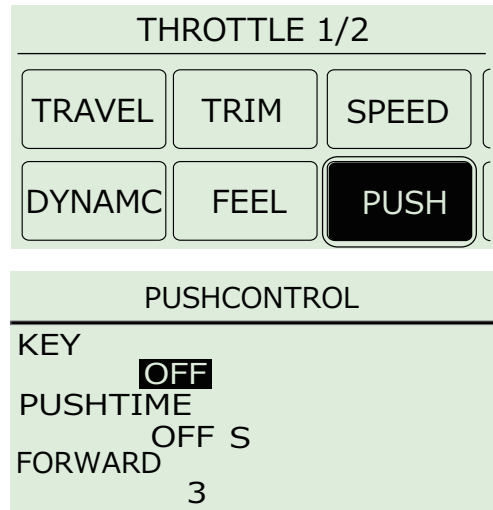 THROTTLE 1/2
TRAVEL TRIM SPEED
DYNAMC FEEL PUSH
PUSHCONTROL
KEY
OFF
PUSHTIME
OFF S
FORWARD
3